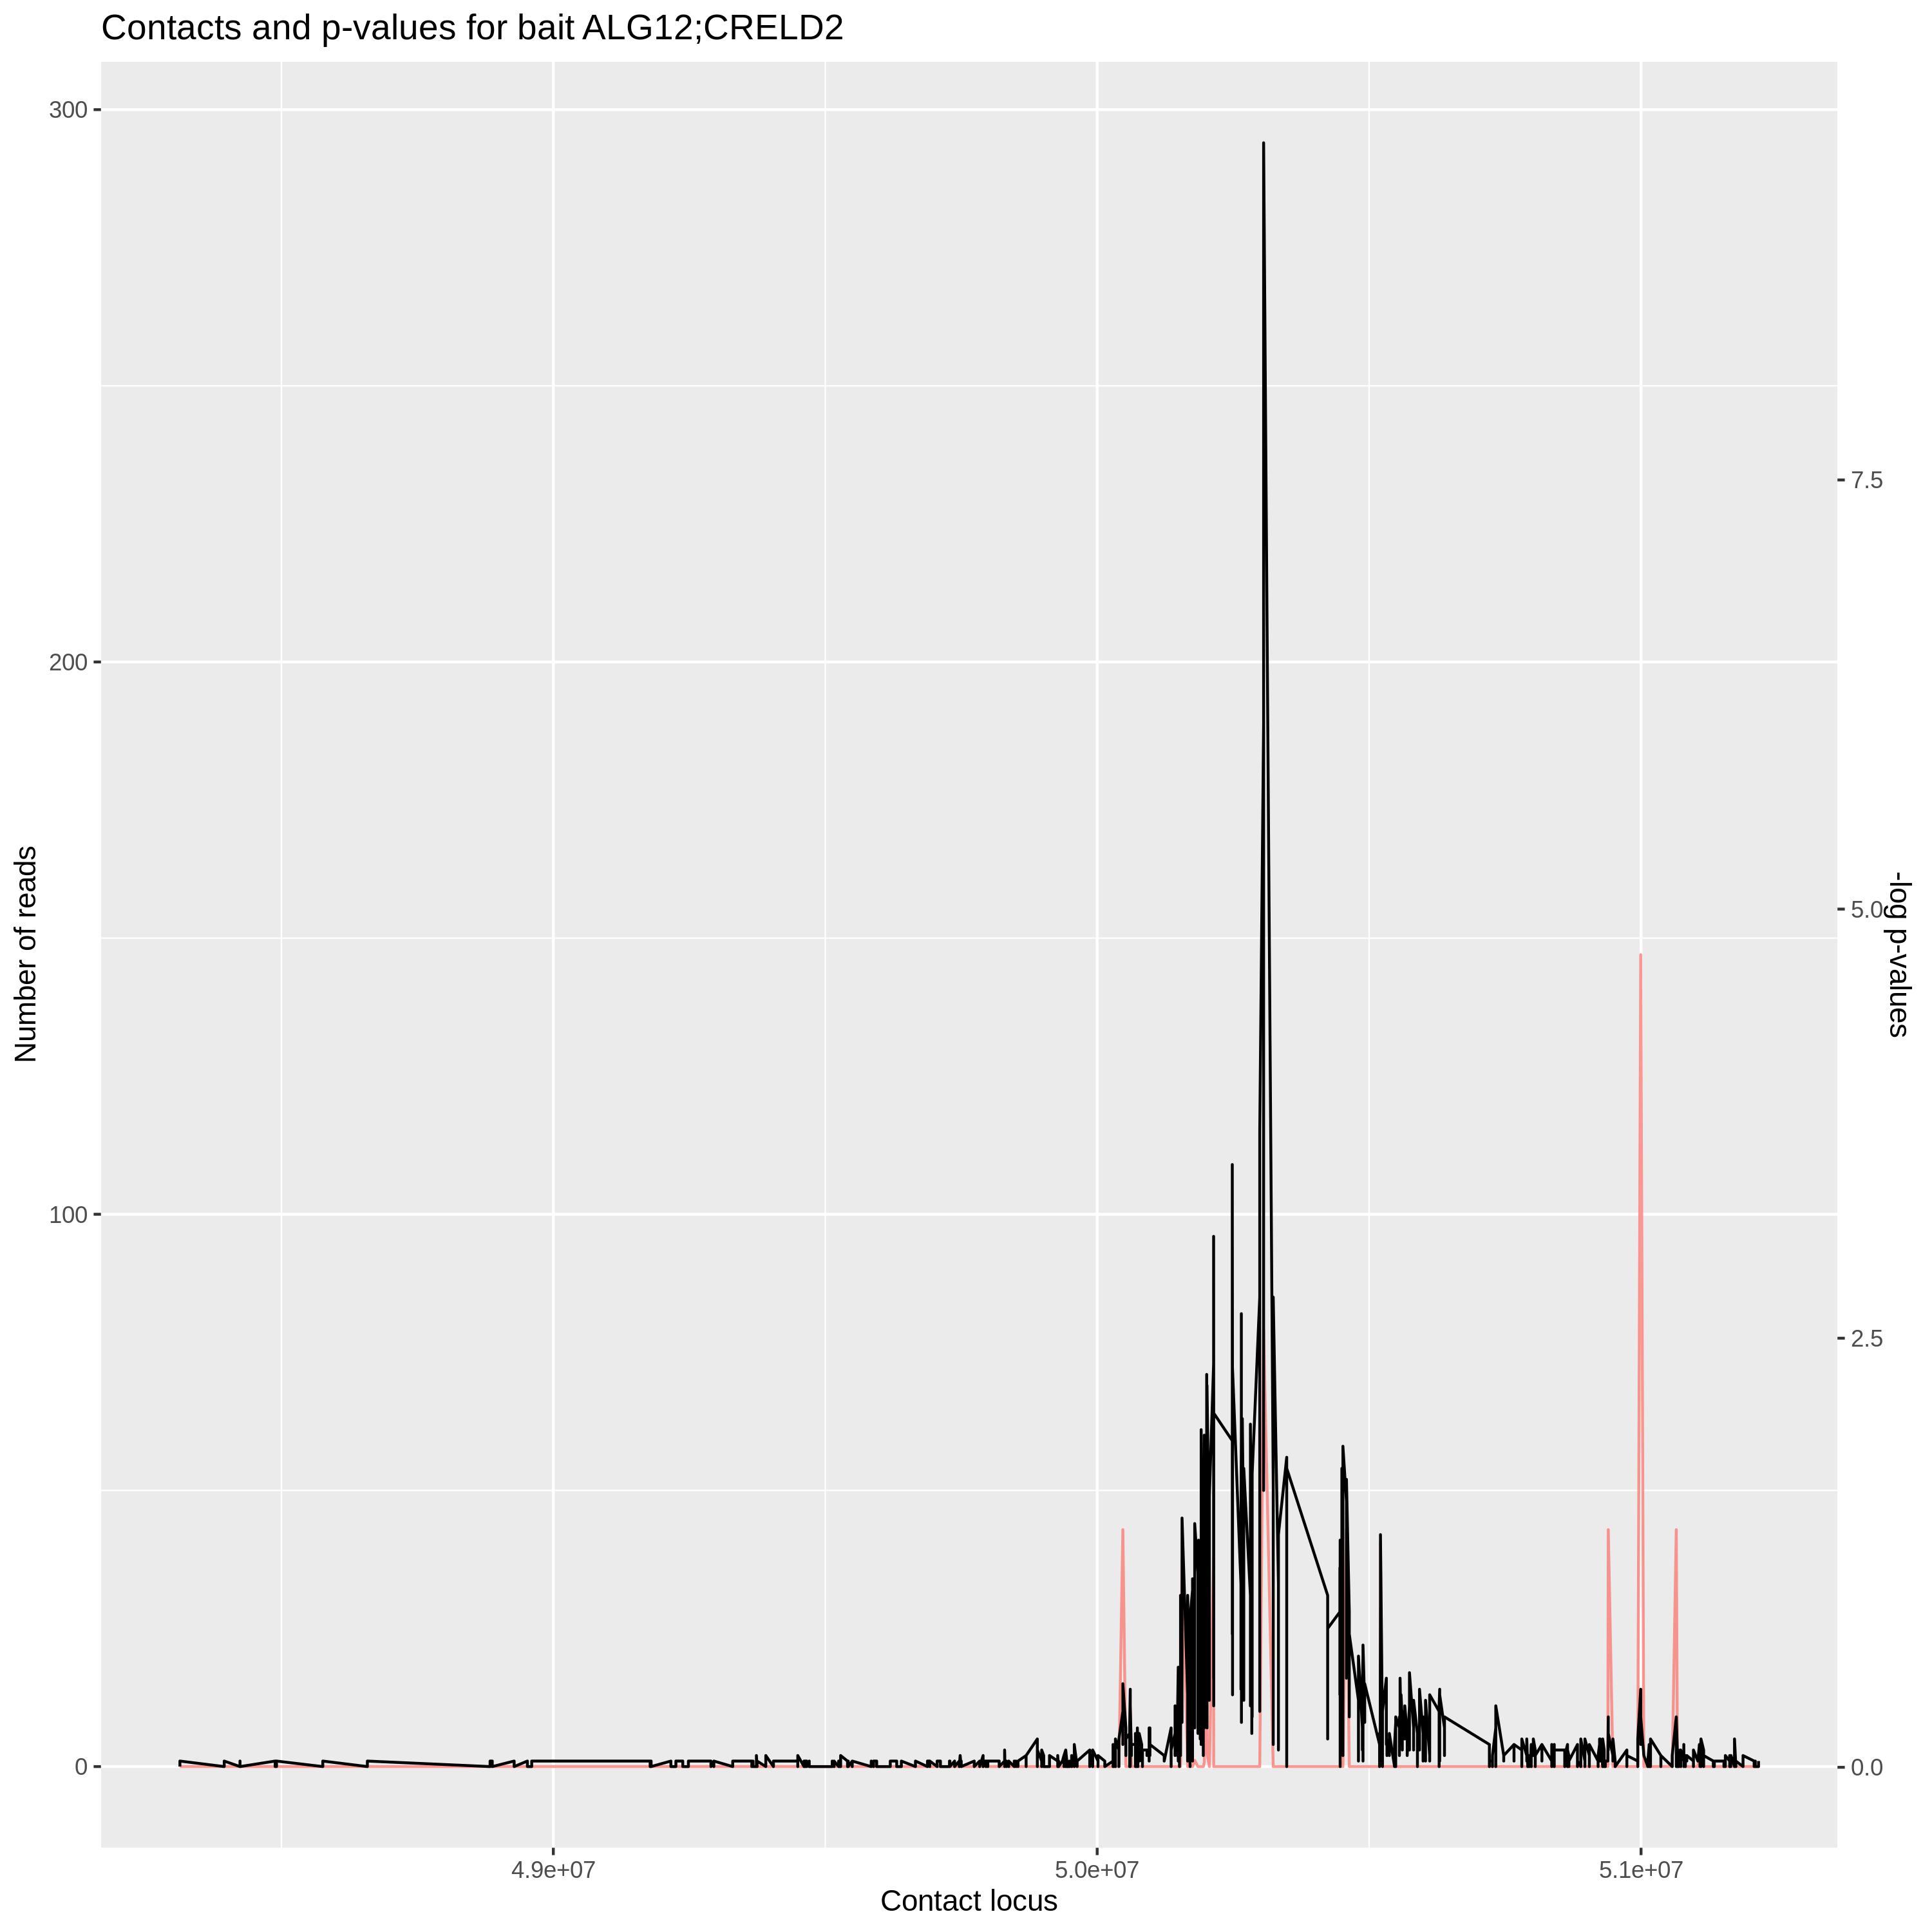 Contacts and p-values for bait ALG12;CRELD2
300
200
100
0
Number of reads
7.5
5.0
2.5
0.0
-log p-values
4.9e+07
5.0e+07
5.1e+07
Contact locus